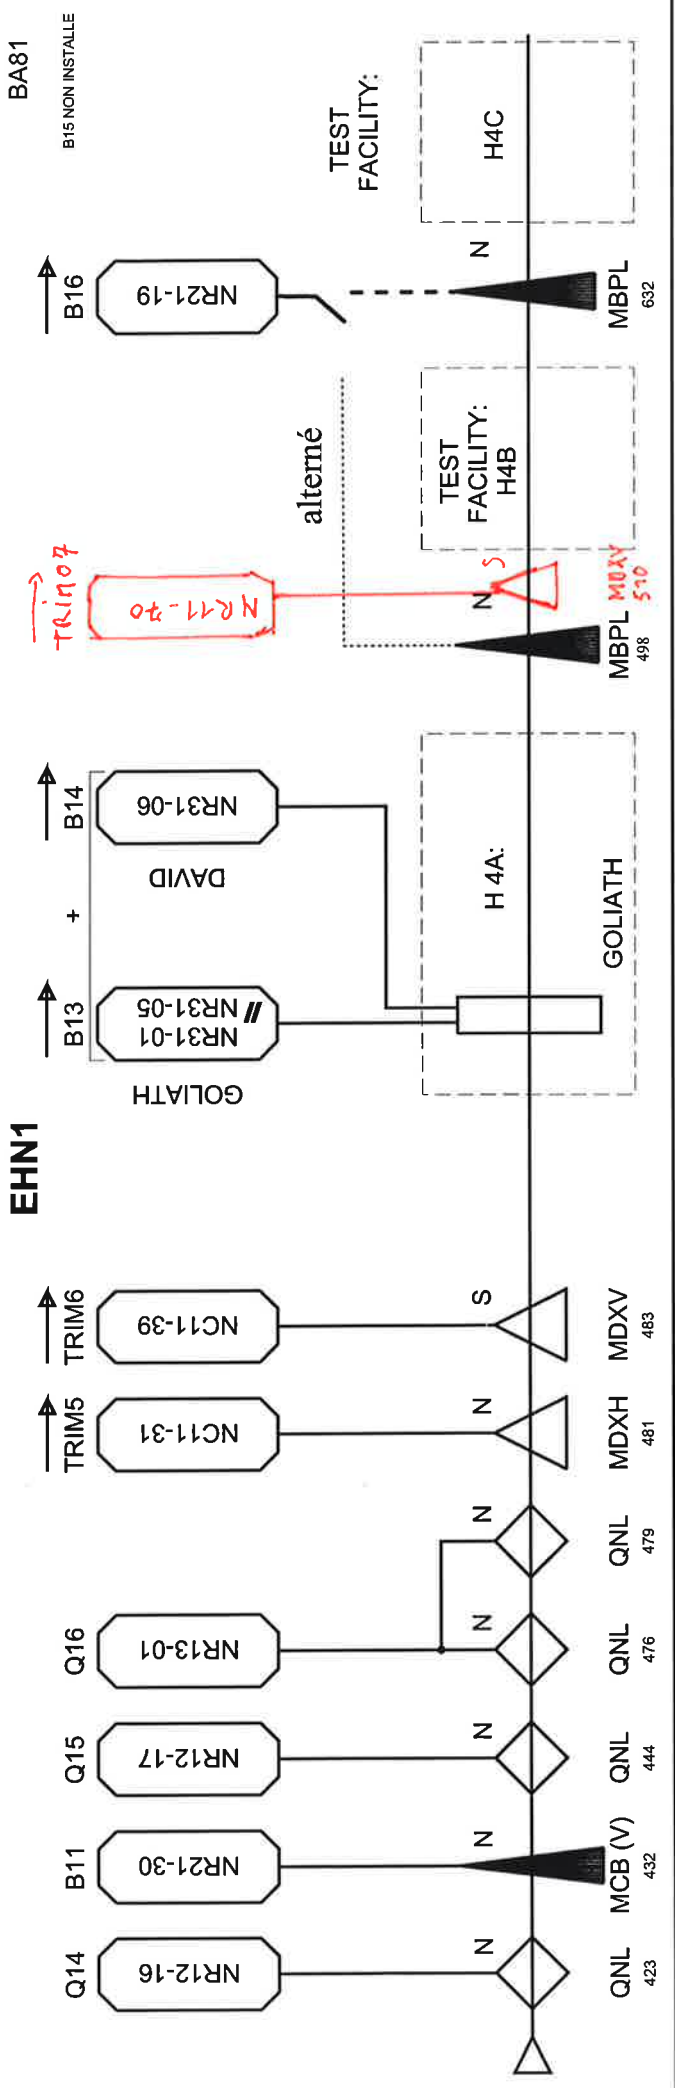 EHN1
BA81
B15 NON INSTALLE
Q14
B11
Q15
Q16
TRIM5
TRIM6
B13
+
B14
TRIM07
B16
NR12-16
NR21-30
NR12-17
NR13-01
NC11-31
NC11-39
GOLIATH
NR31-01
NR31-05
//
DAVID
NR31-06
NR11-70
NR21-19
alterné
TEST
FACILITY:
N
N
N
N
N
N
S
H 4A:
N
S
TEST
FACILITY:
H4B
N
H4C
QNL
423
MCB (V)
432
QNL
444
QNL
476
QNL
479
MDXH
481
MDXV
483
GOLIATH
MBPL
498
MDXV
510
MBPL
632